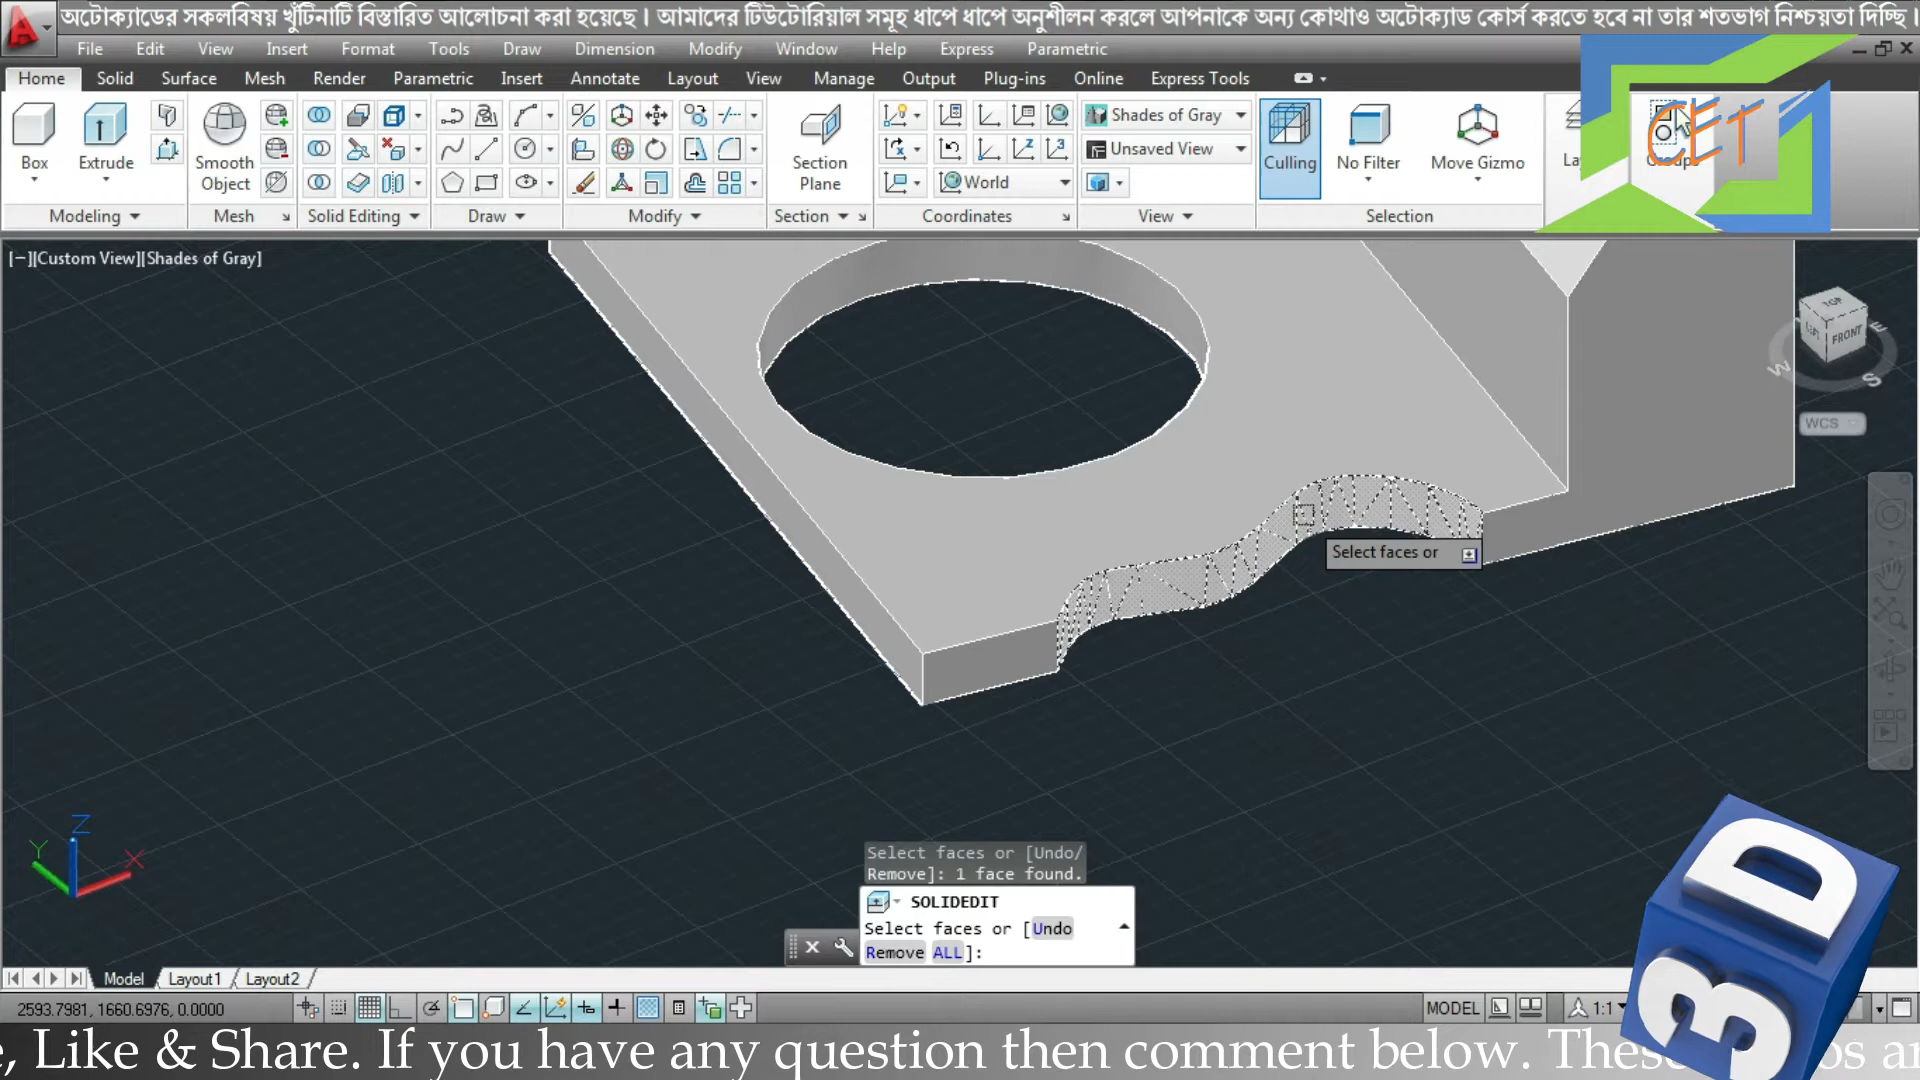 অটোক্যাডের সকলবিষয় খুঁটিনাটি বিস্তারিত আলোচনা করা হয়েছে। আমাদের টিউটোরিয়াল সমূহ ধাপে ধাপে অনুশীলন করলে আপনাকে অন্য কোথাও অটোক্যাড কোর্স করতে হবে না তার শতভাগ নিশ্চয়তা দিচ্ছি।
File Edit View Insert Format Tools Draw Dimension Modify Window Help Express Parametric
Home Solid Surface Mesh Render Parametric Insert Annotate Layout View Manage Output Plug-ins Online Express Tools
Shades of Gray
CET
Unsaved View
Box Extrude Smooth Object Section Plane Culling No Filter Move Gizmo
World
Modeling Mesh Solid Editing Draw Modify Section Coordinates View Selection
[−][Custom View][Shades of Gray]
TOP
LEFT FRONT
E
W
S
WCS
Select faces or
Z
Y X
Select faces or [Undo/
Remove]: 1 face found.
SOLIDEDIT
Select faces or [Undo
Remove ALL]:
3D
Model Layout1 Layout2
2593.7981, 1660.6976, 0.0000
MODEL 1:1
e, Like & Share. If you have any question then comment below. These